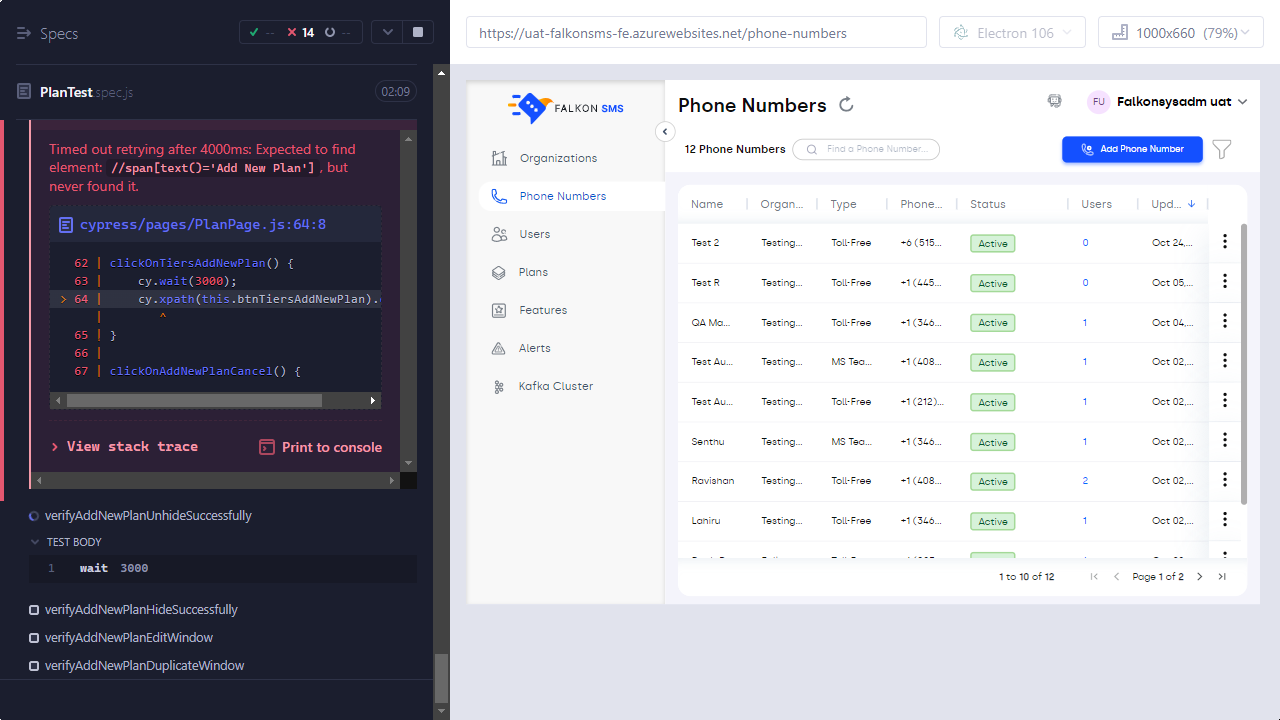 Specs
-- 14 --
PlanTest spec.js 02:09
Timed out retrying after 4000ms: Expected to find
element: //span[text()='Add New Plan'] , but
never found it.
cypress/pages/PlanPage.js:64:8
62 | clickOnTiersAddNewPlan() {
63 | cy.wait(3000);
> 64 | cy.xpath(this.btnTiersAddNewPlan).
| ^
65 | }
66 |
67 | clickOnAddNewPlanCancel() {
> View stack trace
Print to console
verifyAddNewPlanUnhideSuccessfully
TEST BODY
1 wait 3000
verifyAddNewPlanHideSuccessfully
verifyAddNewPlanEditWindow
verifyAddNewPlanDuplicateWindow
https://uat-falkonsms-fe.azurewebsites.net/phone-numbers
Electron 106
1000x660 (79%)
FALKON SMS
Organizations
Phone Numbers
Users
Plans
Features
Alerts
Kafka Cluster
Phone Numbers
FU Falkonsysadm uat
12 Phone Numbers
Find a Phone Number...
Add Phone Number
Name Organ... Type Phone... Status Users Upd...
Test 2 Testing... Toll-Free +6 (515... Active 0 Oct 24,...
Test R Testing... Toll-Free +1 (445... Active 0 Oct 05,...
QA Ma... Testing... Toll-Free +1 (346... Active 1 Oct 04,...
Test Au... Testing... MS Tea... +1 (408... Active 1 Oct 02,...
Test Au... Testing... Toll-Free +1 (212)... Active 1 Oct 02,...
Senthu Testing... MS Tea... +1 (346... Active 1 Oct 02,...
Ravishan Testing... Toll-Free +1 (408... Active 2 Oct 02,...
Lahiru Testing... Toll-Free +1 (346... Active 1 Oct 02,...
1 to 10 of 12 Page 1 of 2